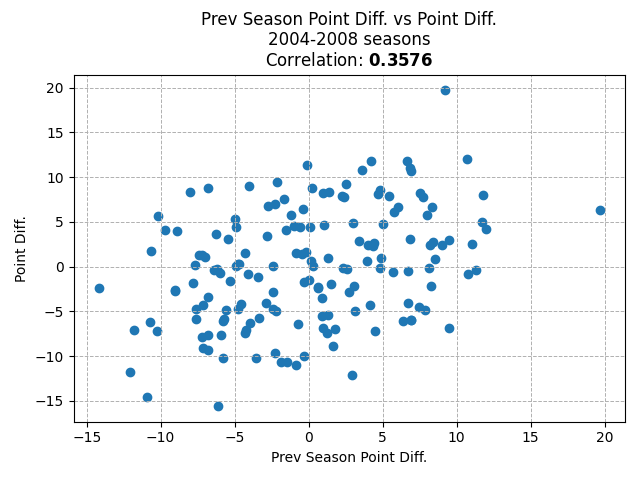 Prev Season Point Diff. vs Point Diff.
2004-2008 seasons
Correlation: 0.3576
20
15
10
5
0
−5
−10
−15
Point Diff.
−15 −10 −5 0 5 10 15 20
Prev Season Point Diff.